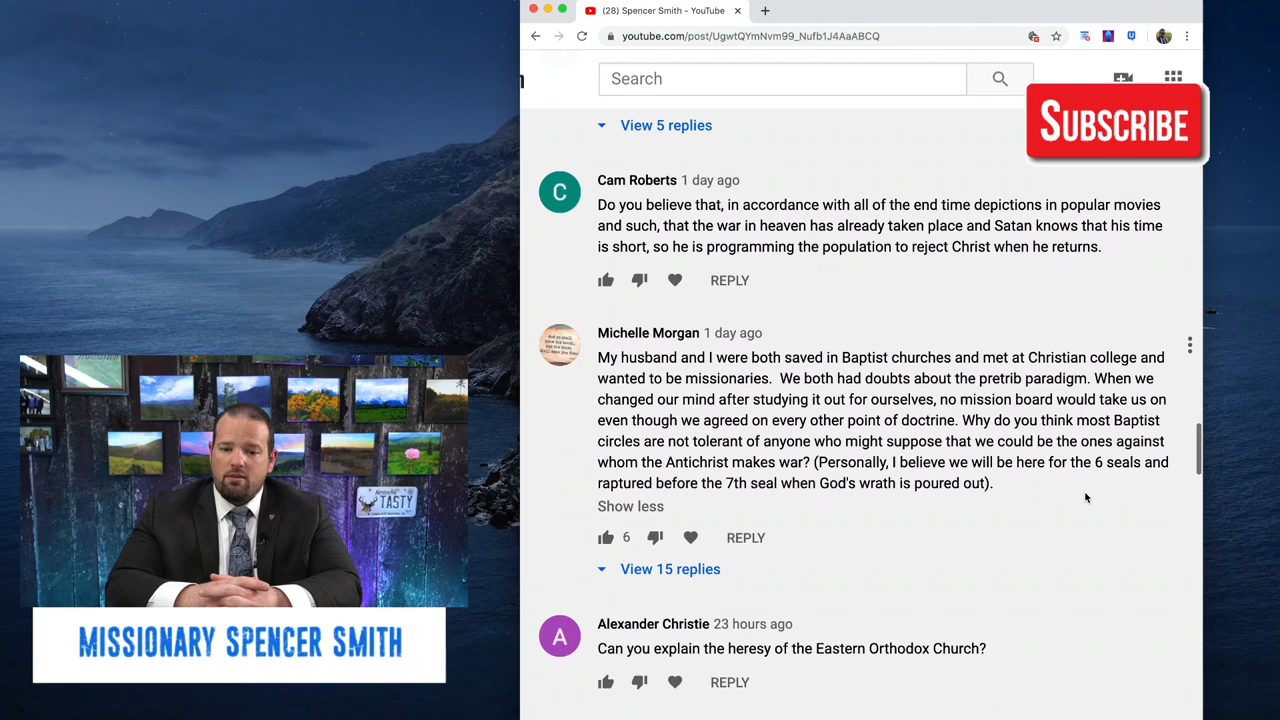 (28) Spencer Smith - YouTube
youtube.com/post/UgwtQYmNvm99_Nufb1J4AaABCQ
Search
SUBSCRIBE
View 5 replies
C
Cam Roberts 1 day ago
Do you believe that, in accordance with all of the end time depictions in popular movies
and such, that the war in heaven has already taken place and Satan knows that his time
is short, so he is programming the population to reject Christ when he returns.
REPLY
Michelle Morgan 1 day ago
My husband and I were both saved in Baptist churches and met at Christian college and
wanted to be missionaries.  We both had doubts about the pretrib paradigm. When we
changed our mind after studying it out for ourselves, no mission board would take us on
even though we agreed on every other point of doctrine. Why do you think most Baptist
circles are not tolerant of anyone who might suppose that we could be the ones against
whom the Antichrist makes war? (Personally, I believe we will be here for the 6 seals and
raptured before the 7th seal when God's wrath is poured out).
Show less
6 REPLY
View 15 replies
A
Alexander Christie 23 hours ago
Can you explain the heresy of the Eastern Orthodox Church?
REPLY
TASTY
MISSIONARY SPENCER SMITH